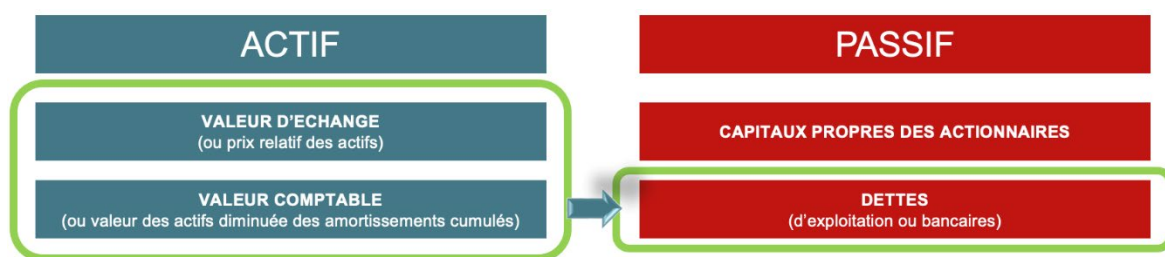 ACTIF
PASSIF
VALEUR D'ECHANGE
(ou prix relatif des actifs)
CAPITAUX PROPRES DES ACTIONNAIRES
VALEUR COMPTABLE
(ou valeur des actifs diminuée des amortissements cumulés)
DETTES
(d'exploitation ou bancaires)